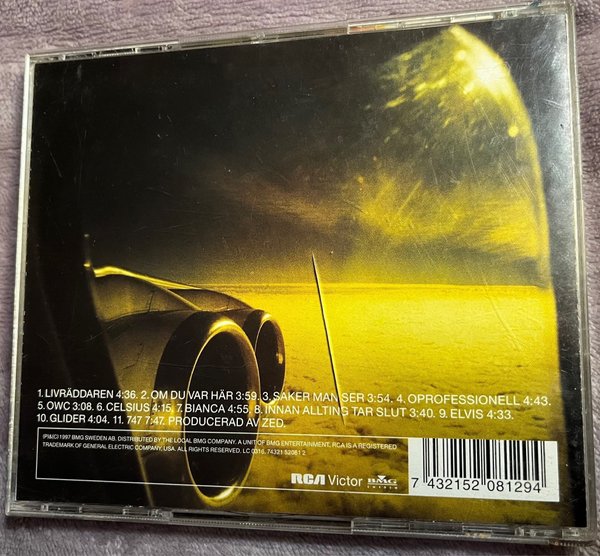 1. LIVRÄDDAREN 4:36. 2. OM DU VAR HÄR 3:59. 3. SAKER MAN SER 3:54. 4. OPROFESSIONELL 4:43.
5. OWC 3:08. 6. CELSIUS 4:15. 7. BIANCA 4:55. 8. INNAN ALLTING TAR SLUT 3:40. 9. ELVIS 4:33.
10. GLIDER 4:04. 11. 747 7:47. PRODUCERAD AV ZED.
(P)&(C) 1997 BMG SWEDEN AB. DISTRIBUTED BY THE LOCAL BMG COMPANY. A UNIT OF BMG ENTERTAINMENT. RCA IS A REGISTERED
TRADEMARK OF GENERAL ELECTRIC COMPANY, USA. ALL RIGHTS RESERVED. LC 0316. 74321 52081 2
RCA Victor BMG
SWEDEN
7 432152 081294